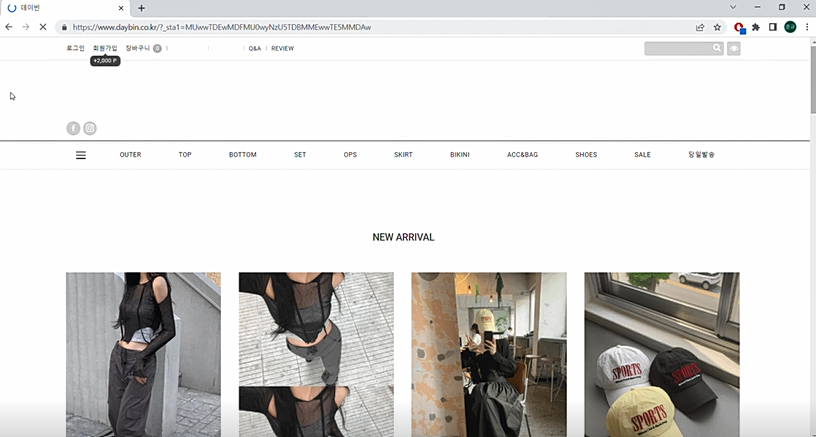 데이빈
https://www.daybin.co.kr/?_sta1=MUwwTDEwMDFMU0wyNzUSTDBMMEwwTE5MMDAw
로그인 회원가입 장바구니 0 Q&A REVIEW
+2,000 P
OUTER TOP BOTTOM SET OPS SKIRT BIKINI ACC&BAG SHOES SALE 당일발송
NEW ARRIVAL
SPORTS
SPORTS
SPORTS